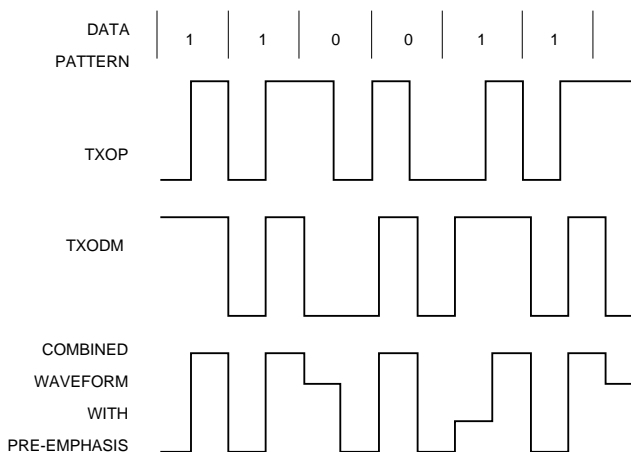 DATA
PATTERN
1 1 0 0 1 1
TXOP
TXODM
COMBINED
WAVEFORM
WITH
PRE-EMPHASIS